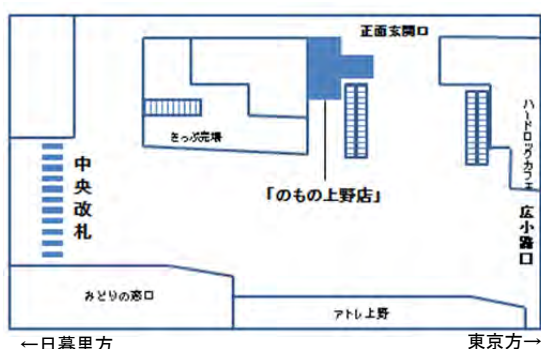 正面玄関口
きっぷ売場
ハードロックカフェ
中央改札
「のもの上野店」
広小路口
みどりの窓口
アトレ上野
←日暮里方
東京方→